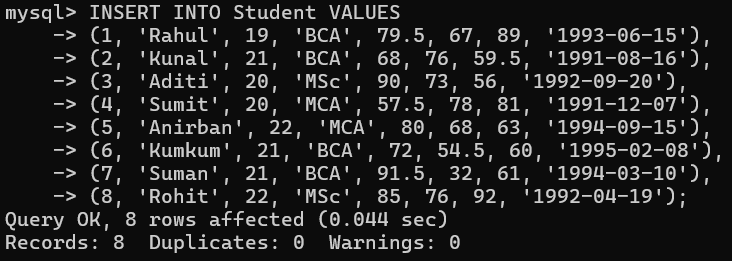 mysql> INSERT INTO Student VALUES
    -> (1, 'Rahul', 19, 'BCA', 79.5, 67, 89, '1993-06-15'),
    -> (2, 'Kunal', 21, 'BCA', 68, 76, 59.5, '1991-08-16'),
    -> (3, 'Aditi', 20, 'MSc', 90, 73, 56, '1992-09-20'),
    -> (4, 'Sumit', 20, 'MCA', 57.5, 78, 81, '1991-12-07'),
    -> (5, 'Anirban', 22, 'MCA', 80, 68, 63, '1994-09-15'),
    -> (6, 'Kumkum', 21, 'BCA', 72, 54.5, 60, '1995-02-08'),
    -> (7, 'Suman', 21, 'BCA', 91.5, 32, 61, '1994-03-10'),
    -> (8, 'Rohit', 22, 'MSc', 85, 76, 92, '1992-04-19');
Query OK, 8 rows affected (0.044 sec)
Records: 8  Duplicates: 0  Warnings: 0